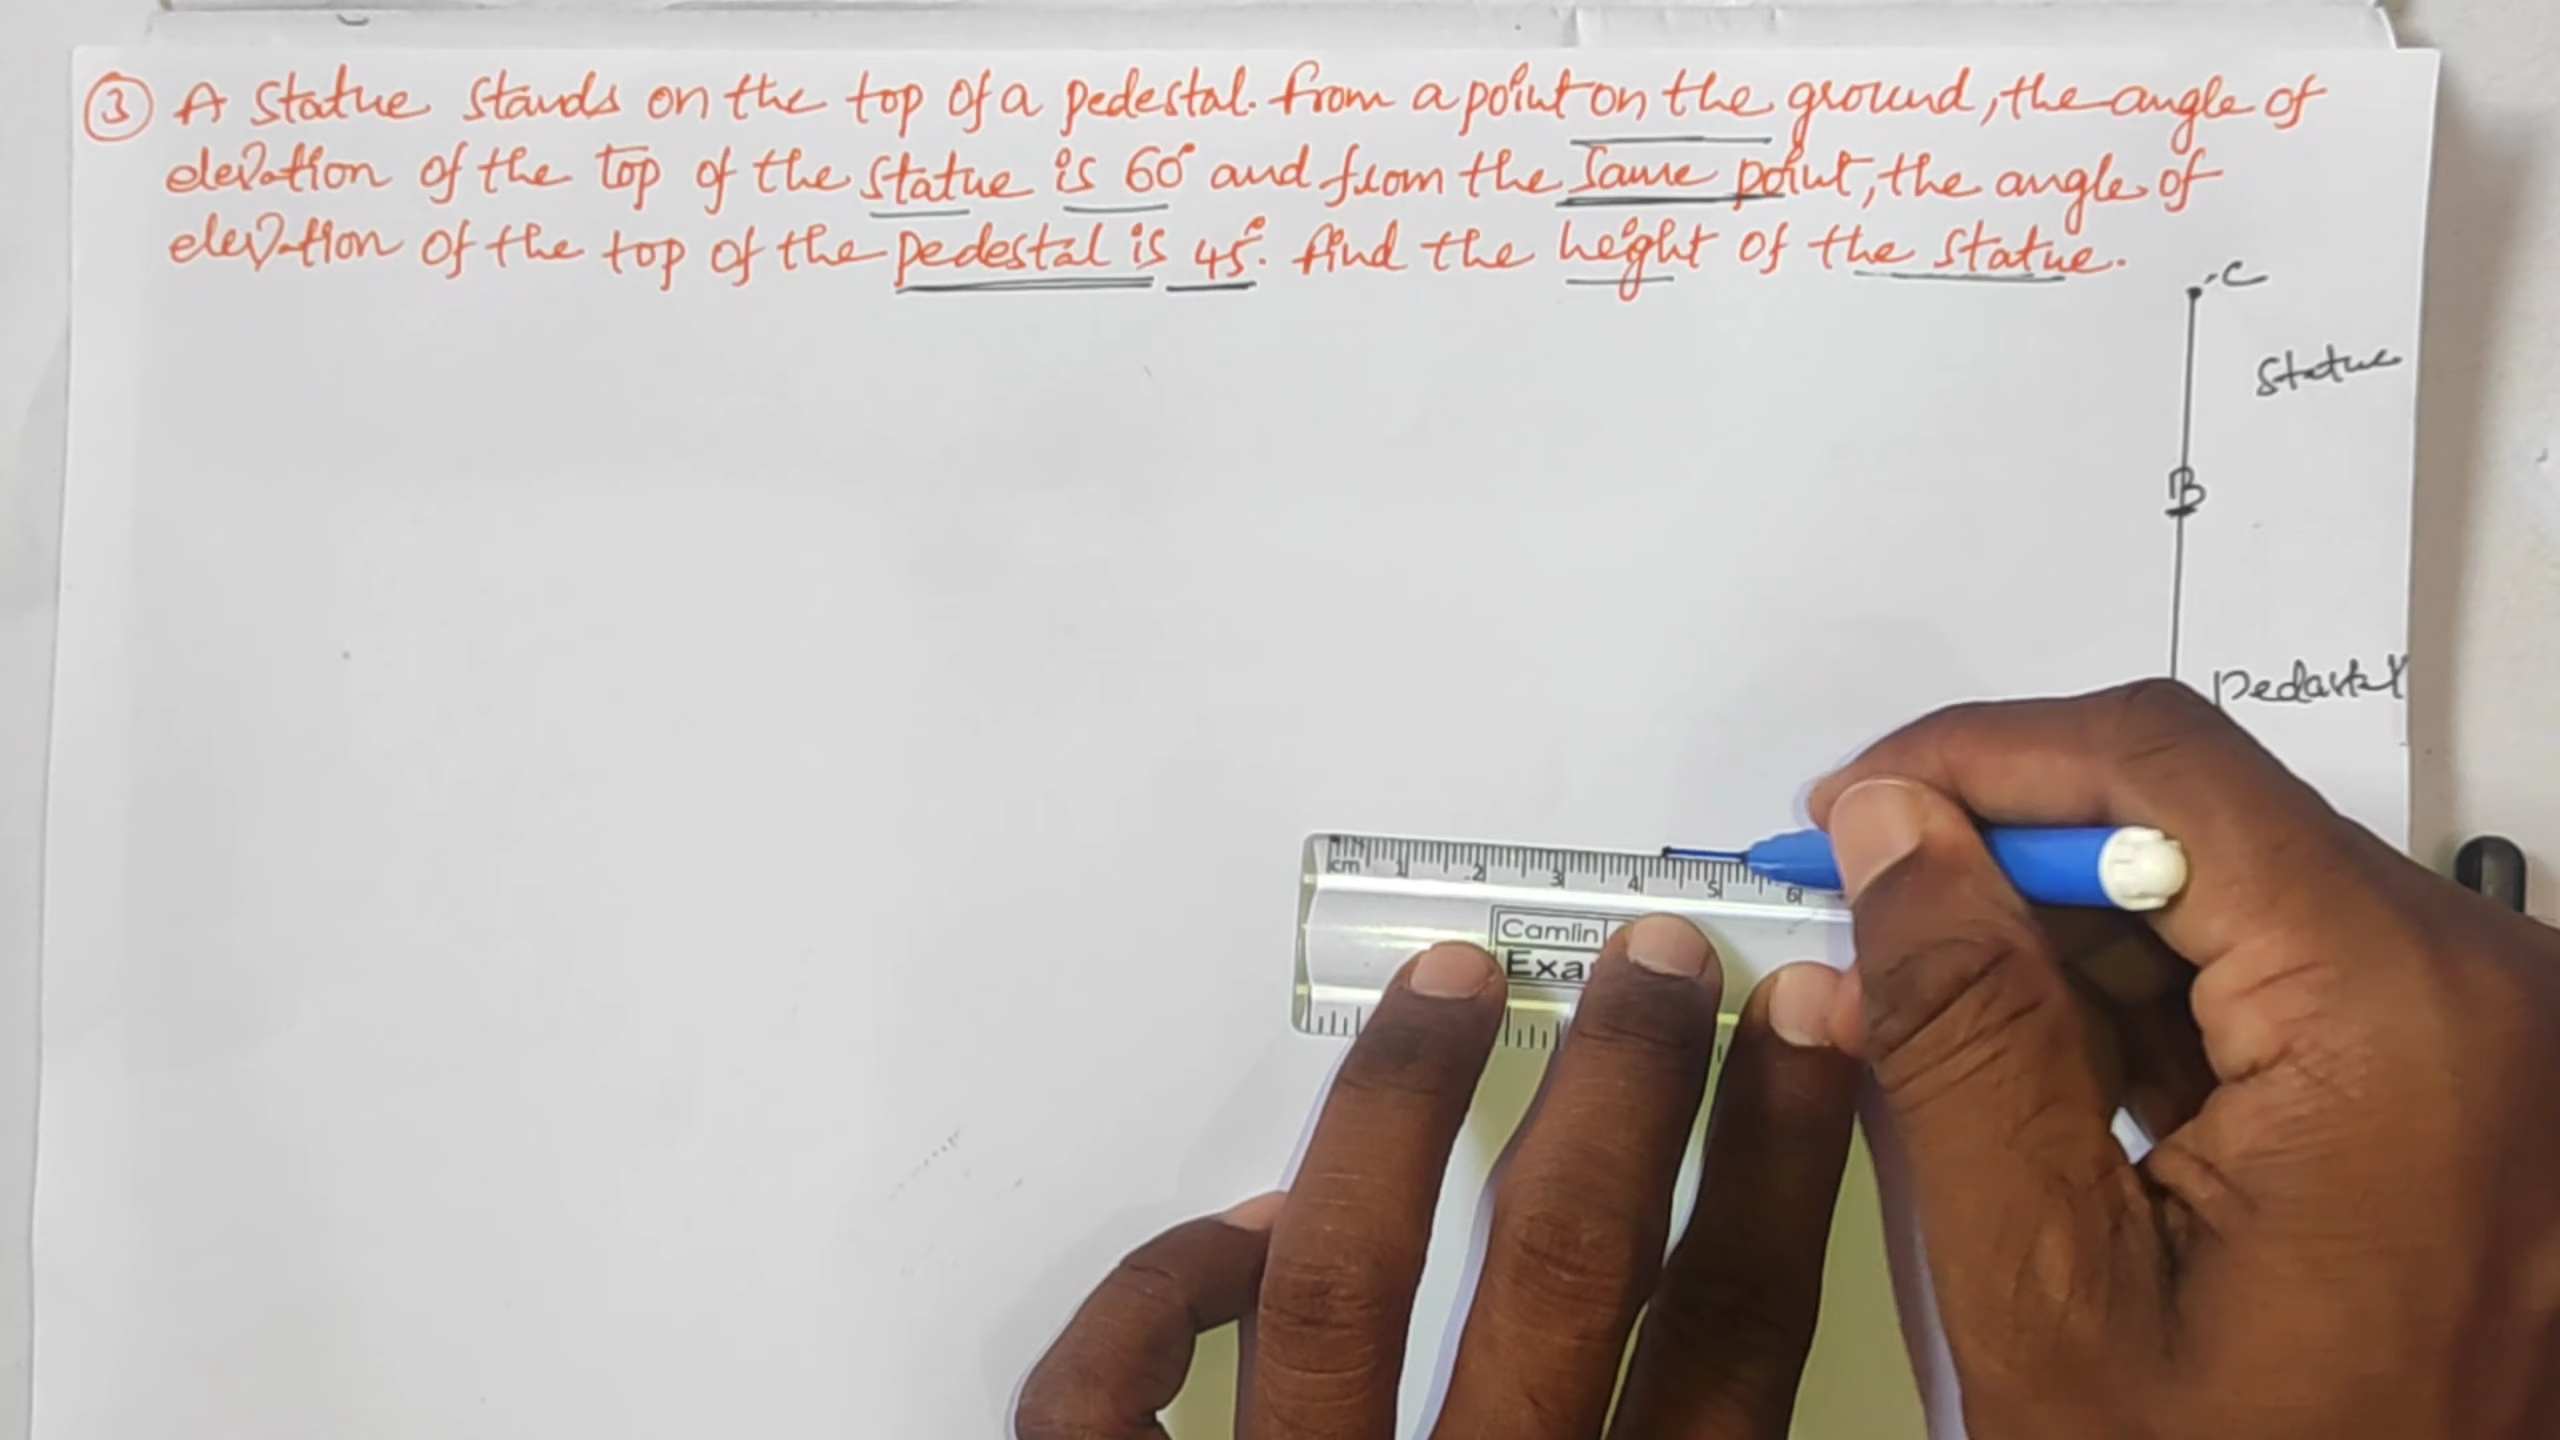 ③ A statue stands on the top of a pedestal. from a point on the ground, the angle of
elevation of the top of the statue is 60° and from the same point, the angle of
elevation of the top of the pedestal is 45°. find the height of the statue.
C
statue
B
pedastal
cm 1 2 3 4 5 6
Camlin
Exa